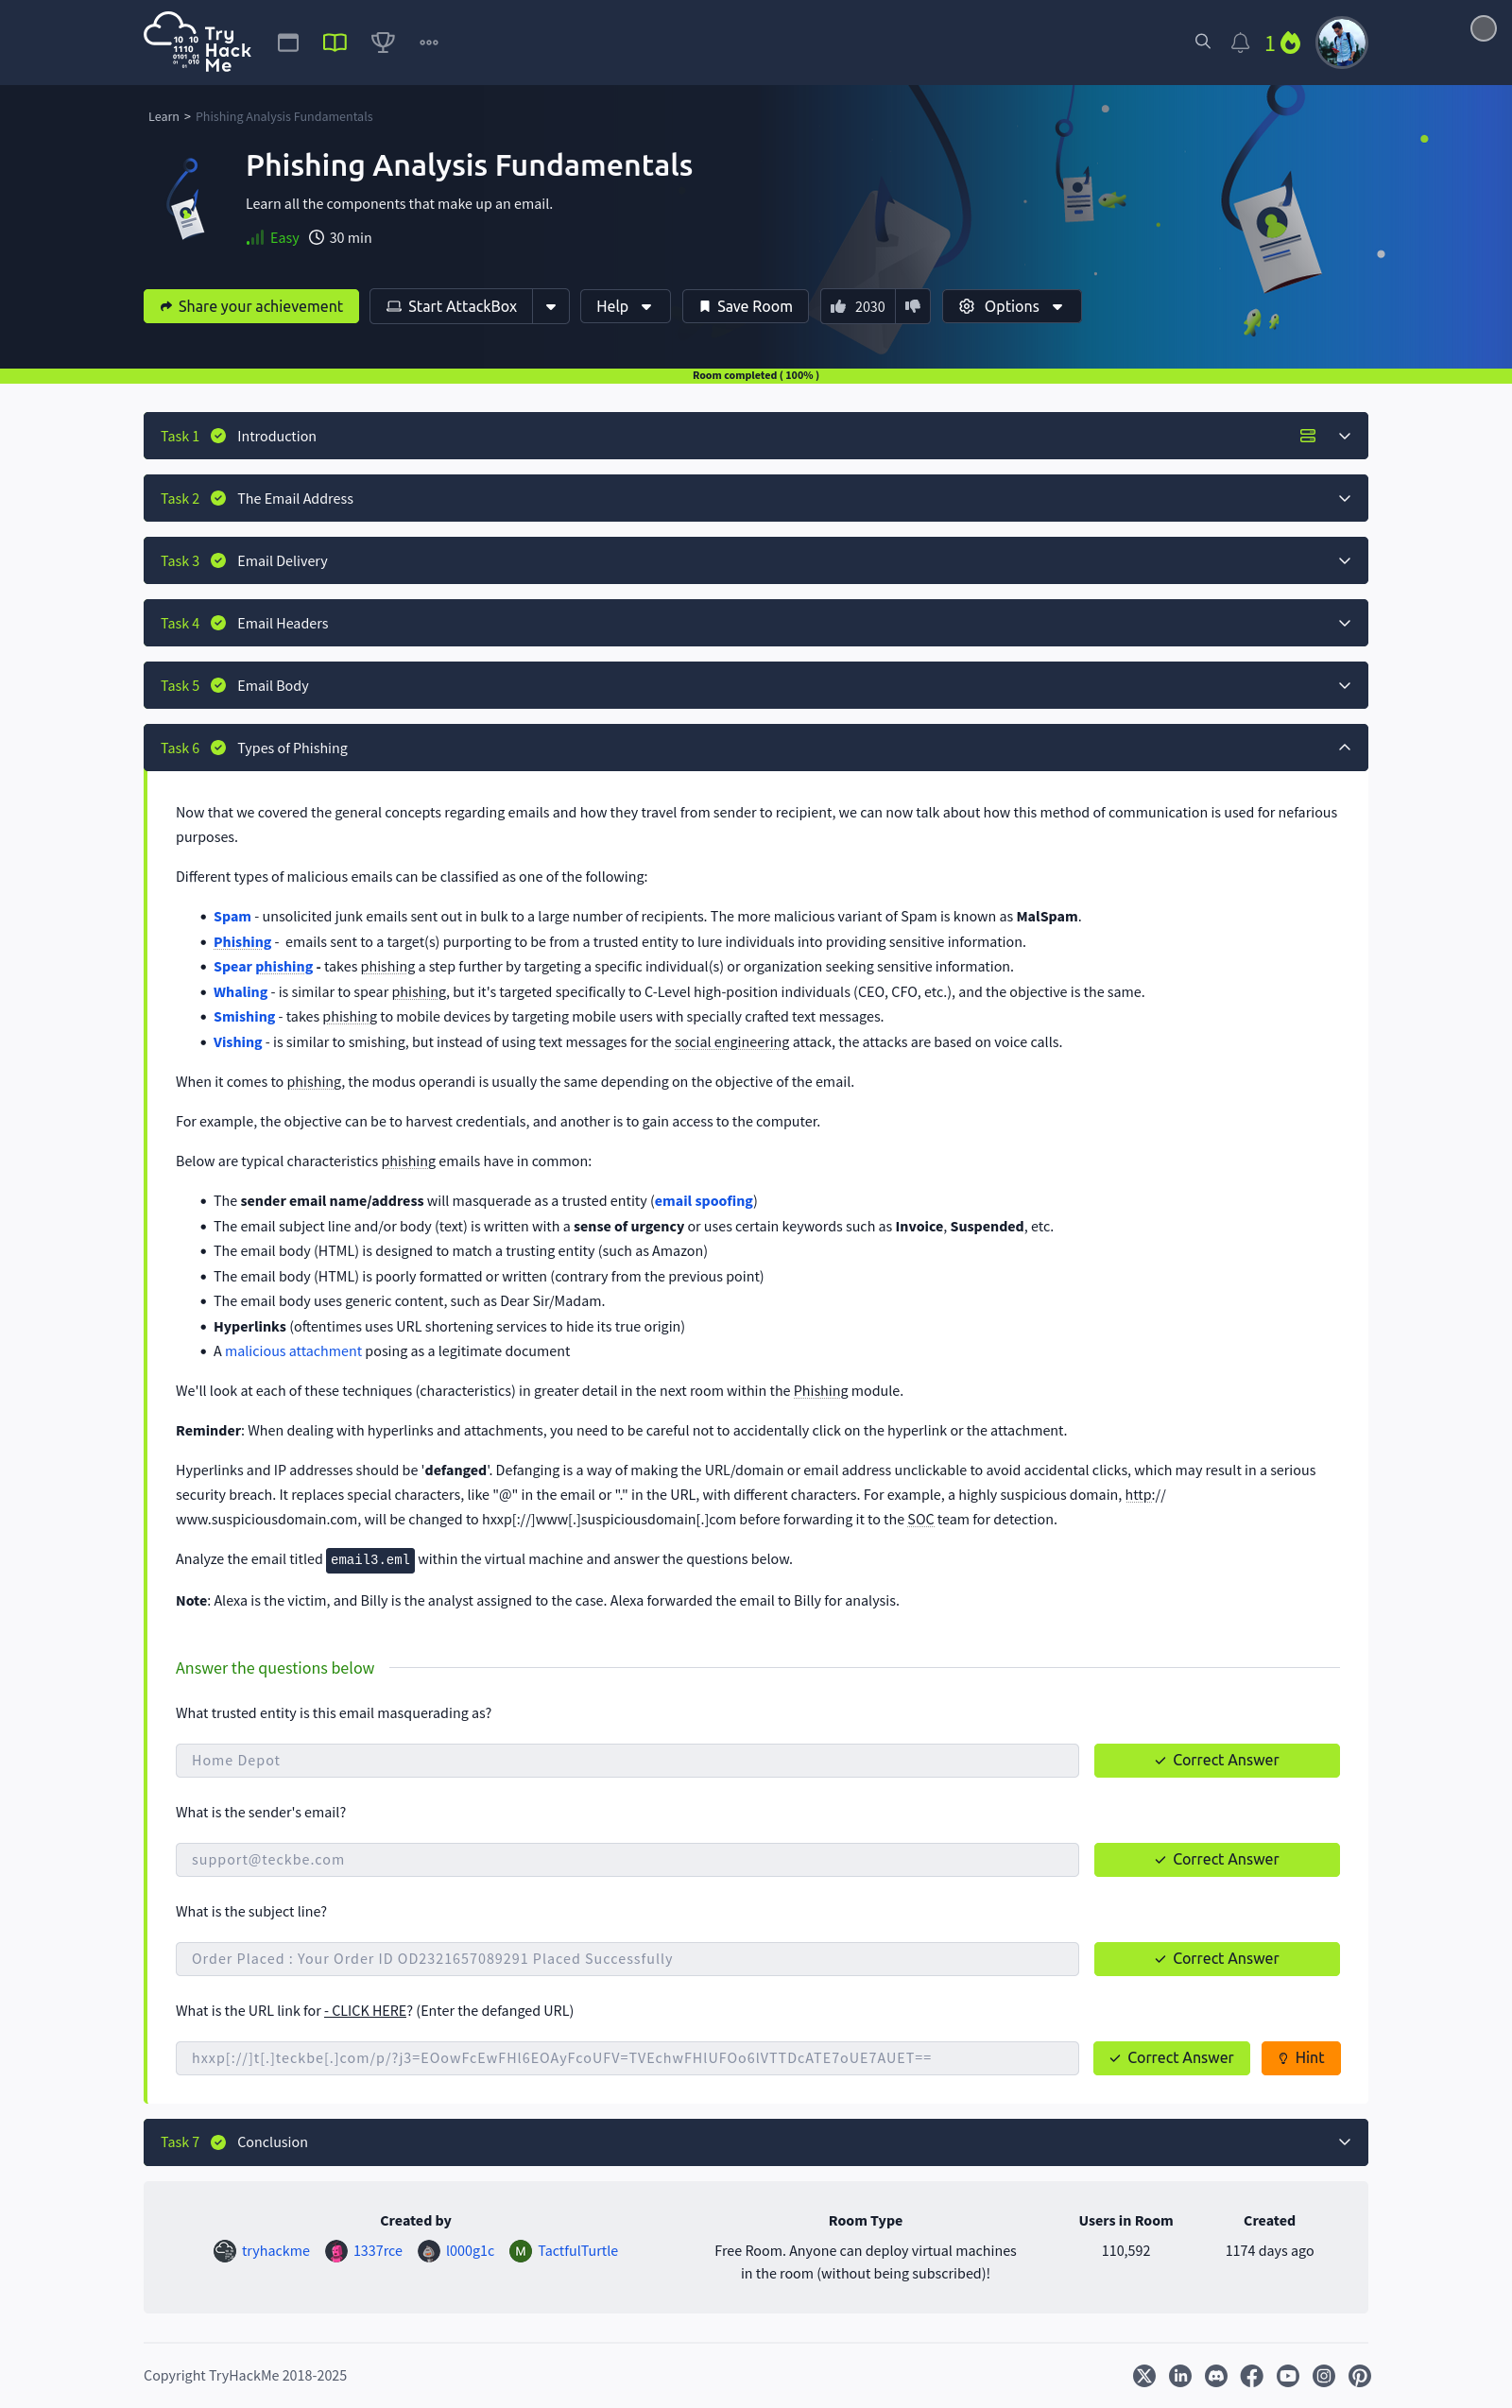 Try
Hack
Me
1
Learn > Phishing Analysis Fundamentals
Phishing Analysis Fundamentals
Learn all the components that make up an email.
Easy 30 min
Share your achievement Start AttackBox Help Save Room 2030 Options
Room completed ( 100% )
Task 1 Introduction
Task 2 The Email Address
Task 3 Email Delivery
Task 4 Email Headers
Task 5 Email Body
Task 6 Types of Phishing
Now that we covered the general concepts regarding emails and how they travel from sender to recipient, we can now talk about how this method of communication is used for nefarious
purposes.
Different types of malicious emails can be classified as one of the following:
• Spam - unsolicited junk emails sent out in bulk to a large number of recipients. The more malicious variant of Spam is known as MalSpam.
• Phishing - emails sent to a target(s) purporting to be from a trusted entity to lure individuals into providing sensitive information.
• Spear phishing - takes phishing a step further by targeting a specific individual(s) or organization seeking sensitive information.
• Whaling - is similar to spear phishing, but it's targeted specifically to C-Level high-position individuals (CEO, CFO, etc.), and the objective is the same.
• Smishing - takes phishing to mobile devices by targeting mobile users with specially crafted text messages.
• Vishing - is similar to smishing, but instead of using text messages for the social engineering attack, the attacks are based on voice calls.
When it comes to phishing, the modus operandi is usually the same depending on the objective of the email.
For example, the objective can be to harvest credentials, and another is to gain access to the computer.
Below are typical characteristics phishing emails have in common:
• The sender email name/address will masquerade as a trusted entity (email spoofing)
• The email subject line and/or body (text) is written with a sense of urgency or uses certain keywords such as Invoice, Suspended, etc.
• The email body (HTML) is designed to match a trusting entity (such as Amazon)
• The email body (HTML) is poorly formatted or written (contrary from the previous point)
• The email body uses generic content, such as Dear Sir/Madam.
• Hyperlinks (oftentimes uses URL shortening services to hide its true origin)
• A malicious attachment posing as a legitimate document
We'll look at each of these techniques (characteristics) in greater detail in the next room within the Phishing module.
Reminder: When dealing with hyperlinks and attachments, you need to be careful not to accidentally click on the hyperlink or the attachment.
Hyperlinks and IP addresses should be 'defanged'. Defanging is a way of making the URL/domain or email address unclickable to avoid accidental clicks, which may result in a serious
security breach. It replaces special characters, like "@" in the email or "." in the URL, with different characters. For example, a highly suspicious domain, http://
www.suspiciousdomain.com, will be changed to hxxp[://]www[.]suspiciousdomain[.]com before forwarding it to the SOC team for detection.
Analyze the email titled email3.eml within the virtual machine and answer the questions below.
Note: Alexa is the victim, and Billy is the analyst assigned to the case. Alexa forwarded the email to Billy for analysis.
Answer the questions below
What trusted entity is this email masquerading as?
Home Depot Correct Answer
What is the sender's email?
support@teckbe.com Correct Answer
What is the subject line?
Order Placed : Your Order ID OD2321657089291 Placed Successfully Correct Answer
What is the URL link for - CLICK HERE? (Enter the defanged URL)
hxxp[://]t[.]teckbe[.]com/p/?j3=EOowFcEwFHl6EOAyFcoUFV=TVEchwFHlUFOo6lVTTDcATE7oUE7AUET== Correct Answer Hint
Task 7 Conclusion
Created by Room Type Users in Room Created
tryhackme 1337rce l000g1c M TactfulTurtle Free Room. Anyone can deploy virtual machines 110,592 1174 days ago
in the room (without being subscribed)!
Copyright TryHackMe 2018-2025